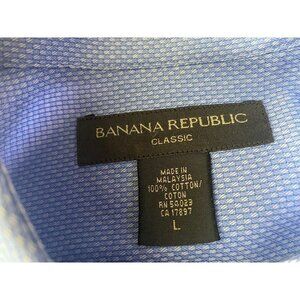 BANANA REPUBLIC
CLASSIC
MADE IN
MALAYSIA
100% COTTON/
COTON
RN 54023
CA 17897
L